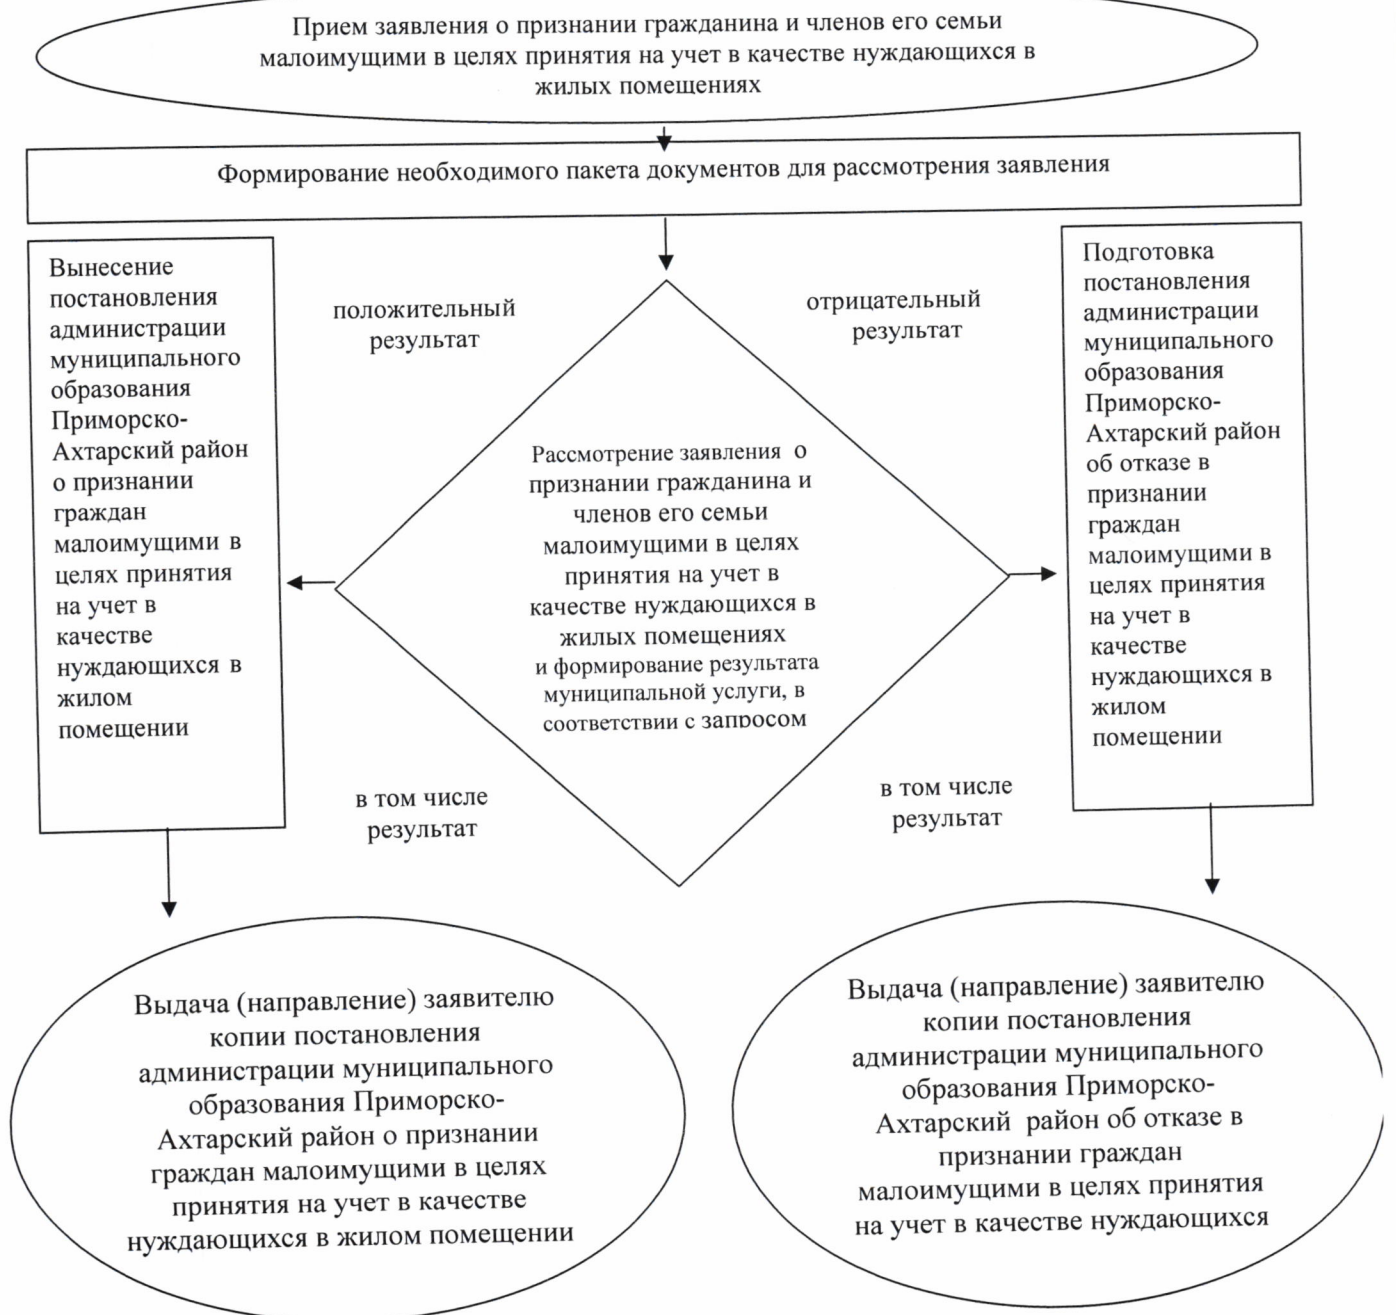 Прием заявления о признании гражданина и членов его семьи
малоимущими в целях принятия на учет в качестве нуждающихся в
жилых помещениях
Формирование необходимого пакета документов для рассмотрения заявления
Вынесение
постановления
администрации
муниципального
образования
Приморско-
Ахтарский район
о признании
граждан
малоимущими в
целях принятия
на учет в
качестве
нуждающихся в
жилом
помещении
положительный
результат
Рассмотрение заявления о
признании гражданина и
членов его семьи
малоимущими в целях
принятия на учет в
качестве нуждающихся в
жилых помещениях
и формирование результата
муниципальной услуги, в
соответствии с запросом
отрицательный
результат
Подготовка
постановления
администрации
муниципального
образования
Приморско-
Ахтарский район
об отказе в
признании
граждан
малоимущими в
целях принятия
на учет в
качестве
нуждающихся в
жилом
помещении
в том числе
результат
в том числе
результат
Выдача (направление) заявителю
копии постановления
администрации муниципального
образования Приморско-
Ахтарский район о признании
граждан малоимущими в целях
принятия на учет в качестве
нуждающихся в жилом помещении
Выдача (направление) заявителю
копии постановления
администрации муниципального
образования Приморско-
Ахтарский район об отказе в
признании граждан
малоимущими в целях принятия
на учет в качестве нуждающихся